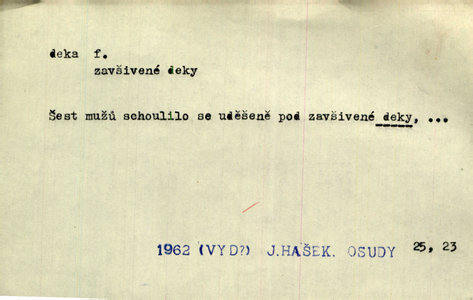 deka f.
zavšivené deky
Šest mužů schoulilo se uděšeně pod zavšivené deky, ...
1962 (VYD?) J.HAŠEK. OSUDY 25, 23